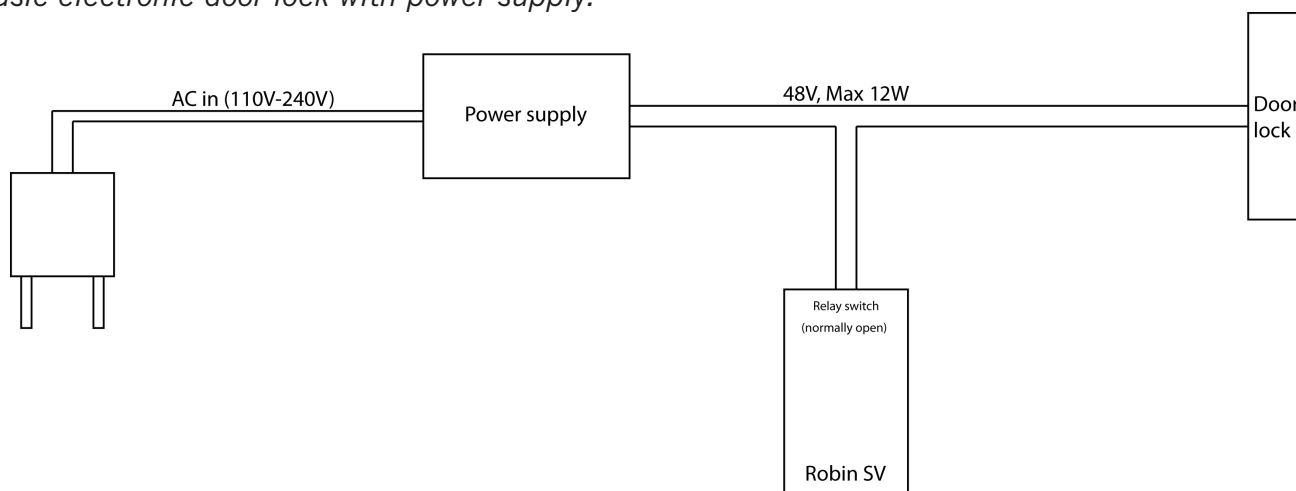 electronic door lock with power supply.
AC in (110V-240V)
Power supply
48V, Max 12W
Door
lock
Relay switch
(normally open)
Robin SV